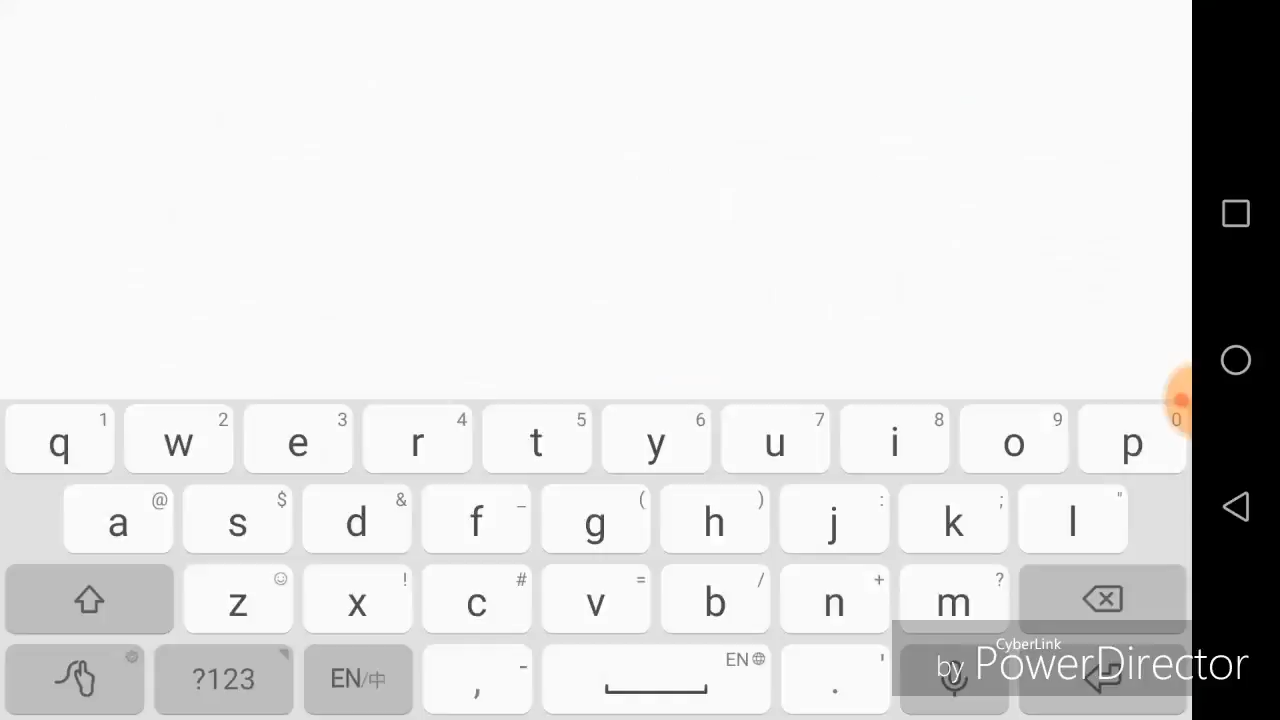 1 2 3 4 5 6 7 8 9 0
q w e r t y u i o p
@ $ & _ ( ) : ; "
a s d f g h j k l
! # = / + ?
z x c v b n m
CyberLink
by PowerDirector
- EN '
?123 EN/中 , .